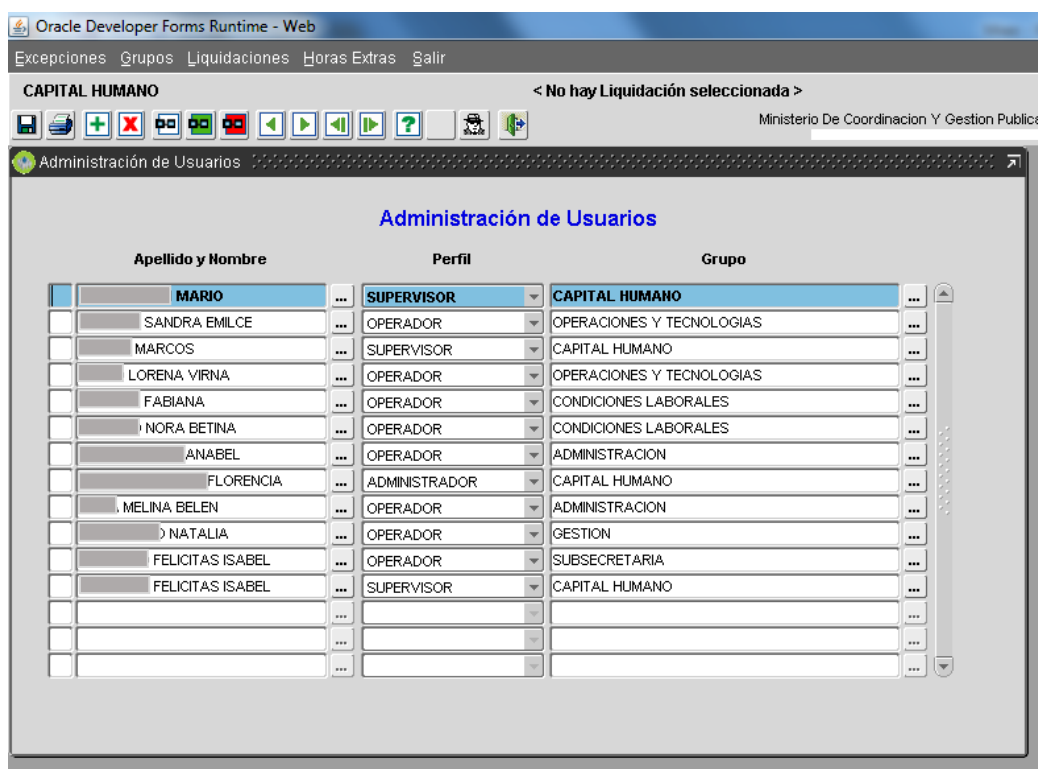 Oracle Developer Forms Runtime - Web
Excepciones Grupos Liquidaciones Horas Extras Salir
CAPITAL HUMANO < No hay Liquidación seleccionada >
Ministerio De Coordinacion Y Gestion Publica
Administración de Usuarios
Administración de Usuarios
Apellido y Nombre Perfil Grupo
MARIO ... SUPERVISOR CAPITAL HUMANO ...
SANDRA EMILCE ... OPERADOR OPERACIONES Y TECNOLOGIAS ...
MARCOS ... SUPERVISOR CAPITAL HUMANO ...
LORENA VIRNA ... OPERADOR OPERACIONES Y TECNOLOGIAS ...
FABIANA ... OPERADOR CONDICIONES LABORALES ...
NORA BETINA ... OPERADOR CONDICIONES LABORALES ...
ANABEL ... OPERADOR ADMINISTRACION ...
FLORENCIA ... ADMINISTRADOR CAPITAL HUMANO ...
MELINA BELEN ... OPERADOR ADMINISTRACION ...
NATALIA ... OPERADOR GESTION ...
FELICITAS ISABEL ... OPERADOR SUBSECRETARIA ...
FELICITAS ISABEL ... SUPERVISOR CAPITAL HUMANO ...
... ...
... ...
... ...